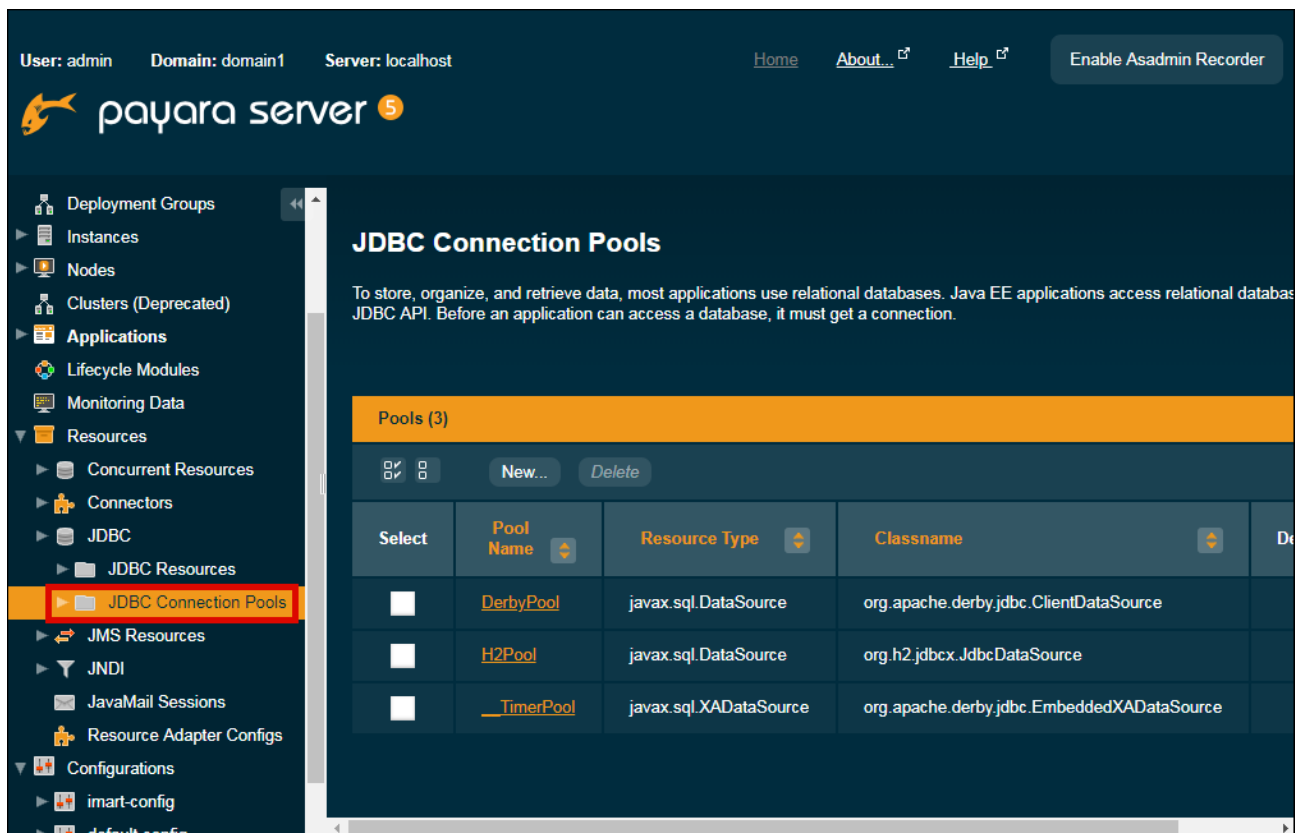 User: admin Domain: domain1 Server: localhost Home About... Help Enable Asadmin Recorder
payara server 5
Deployment Groups
Instances
Nodes
Clusters (Deprecated)
Applications
Lifecycle Modules
Monitoring Data
Resources
Concurrent Resources
Connectors
JDBC
JDBC Resources
JDBC Connection Pools
JMS Resources
JNDI
JavaMail Sessions
Resource Adapter Configs
Configurations
imart-config
default-config
JDBC Connection Pools
To store, organize, and retrieve data, most applications use relational databases. Java EE applications access relational databas
JDBC API. Before an application can access a database, it must get a connection.
Pools (3)
New... Delete
Select Pool Name Resource Type Classname De
DerbyPool javax.sql.DataSource org.apache.derby.jdbc.ClientDataSource
H2Pool javax.sql.DataSource org.h2.jdbcx.JdbcDataSource
__TimerPool javax.sql.XADataSource org.apache.derby.jdbc.EmbeddedXADataSource